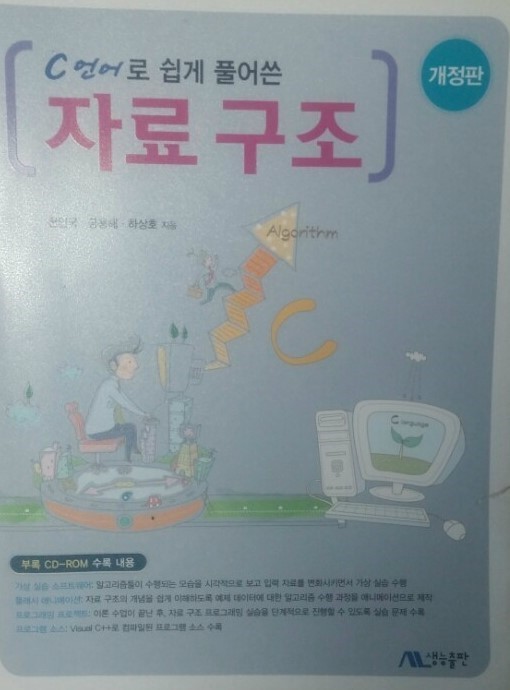 C 언어로 쉽게 풀어쓴
개정판
자료 구조
천인국 · 공용해 · 하상호 지음
Algorithm
C
C language
부록 CD-ROM 수록 내용
가상 실습 소프트웨어: 알고리즘들이 수행되는 모습을 시각적으로 보고 입력 자료를 변화시키면서 가상 실습 수행
플래시 애니메이션: 자료 구조의 개념을 쉽게 이해하도록 예제 데이터에 대한 알고리즘 수행 과정을 애니메이션으로 제작
프로그래밍 프로젝트: 이론 수업이 끝난 후, 자료 구조 프로그래밍 실습을 단계적으로 진행할 수 있도록 실습 문제 수록
프로그램 소스: Visual C++로 컴파일된 프로그램 소스 수록
생능출판